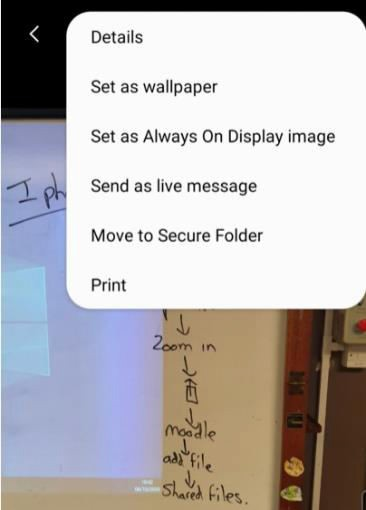 Details
Set as wallpaper
Set as Always On Display image
Send as live message
Move to Secure Folder
Print
I ph
Zoom in
moodle
add file
Shared files.